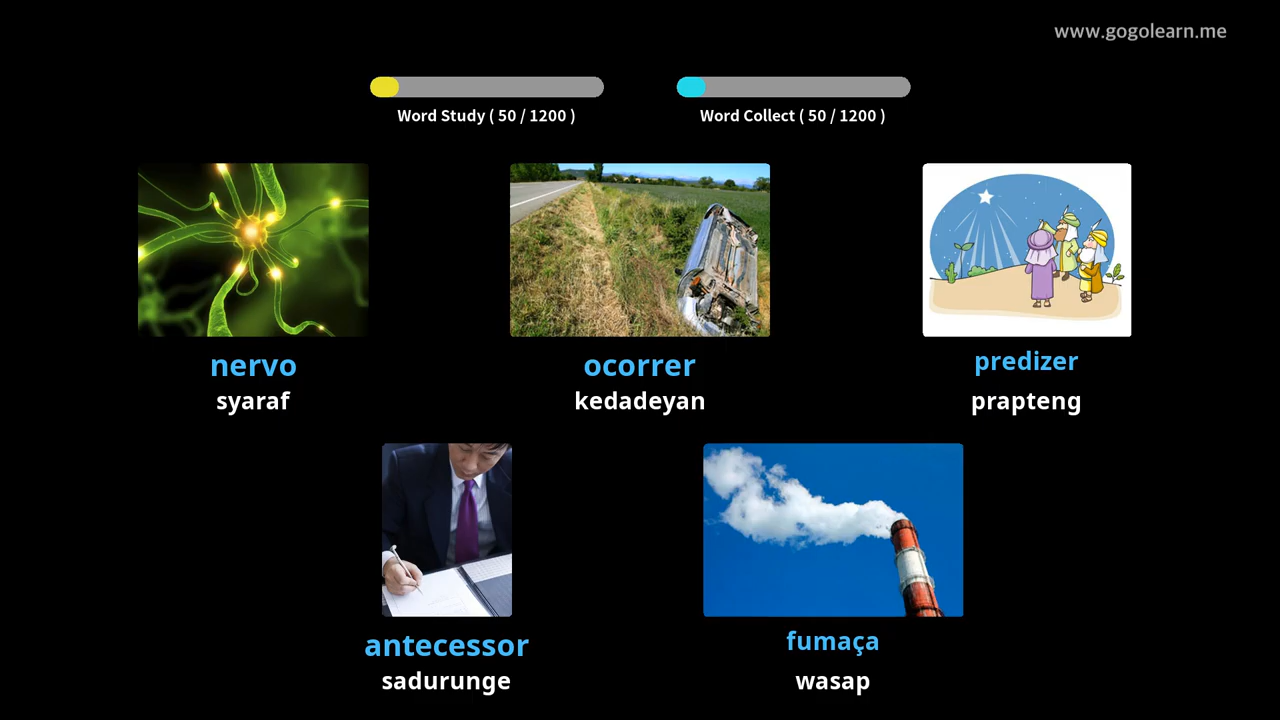 www.gogolearn.me
Word Study ( 50 / 1200 )
Word Collect ( 50 / 1200 )
nervo
syaraf
ocorrer
kedadeyan
predizer
prapteng
antecessor
sadurunge
fumaça
wasap